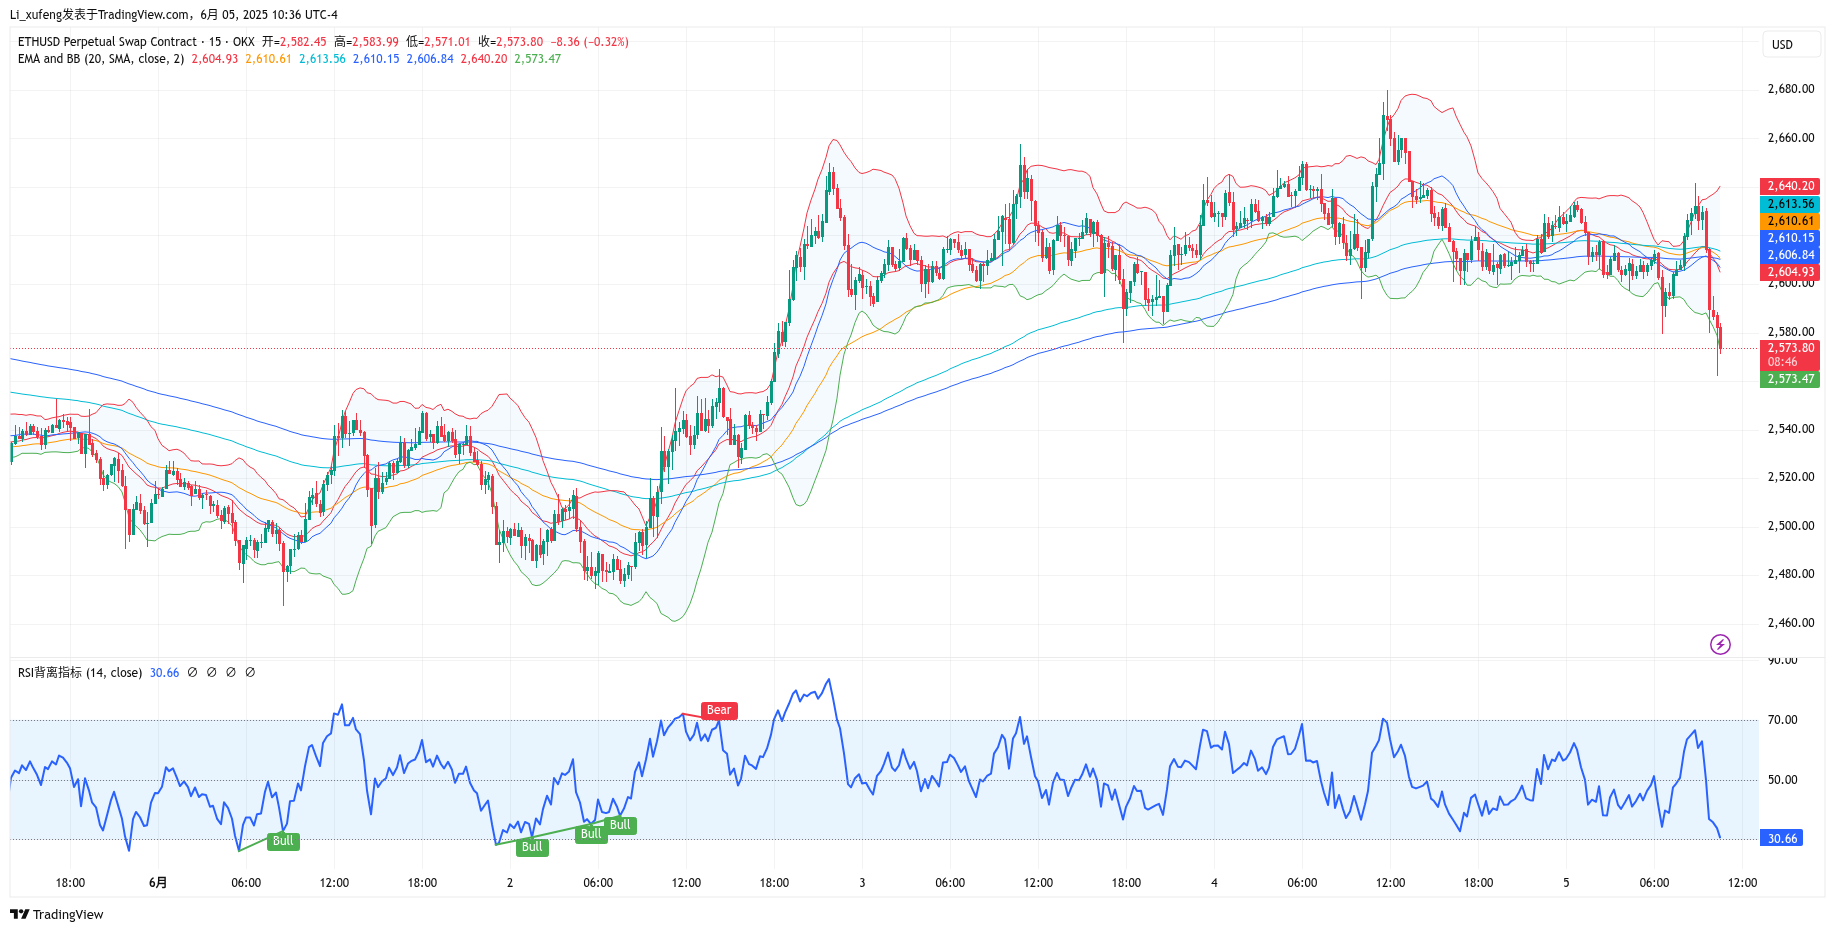 Li_xufeng发表于TradingView.com，6月 05, 2025 10:36 UTC-4
ETHUSD Perpetual Swap Contract · 15 · OKX 开=2,582.45 高=2,583.99 低=2,571.01 收=2,573.80 −8.36 (−0.32%)
EMA and BB (20, SMA, close, 2) 2,604.93 2,610.61 2,613.56 2,610.15 2,606.84 2,640.20 2,573.47
USD
2,680.00
2,660.00
2,640.20
2,613.56
2,610.61
2,610.15
2,606.84
2,604.93
2,600.00
2,580.00
2,573.80
08:46
2,573.47
2,540.00
2,520.00
2,500.00
2,480.00
2,460.00
RSI背离指标 (14, close) 30.66 ∅ ∅ ∅ ∅
90.00
70.00
50.00
30.66
Bear
Bull
Bull
Bull
Bull
18:00 6月 06:00 12:00 18:00 2 06:00 12:00 18:00 3 06:00 12:00 18:00 4 06:00 12:00 18:00 5 06:00 12:00
TradingView